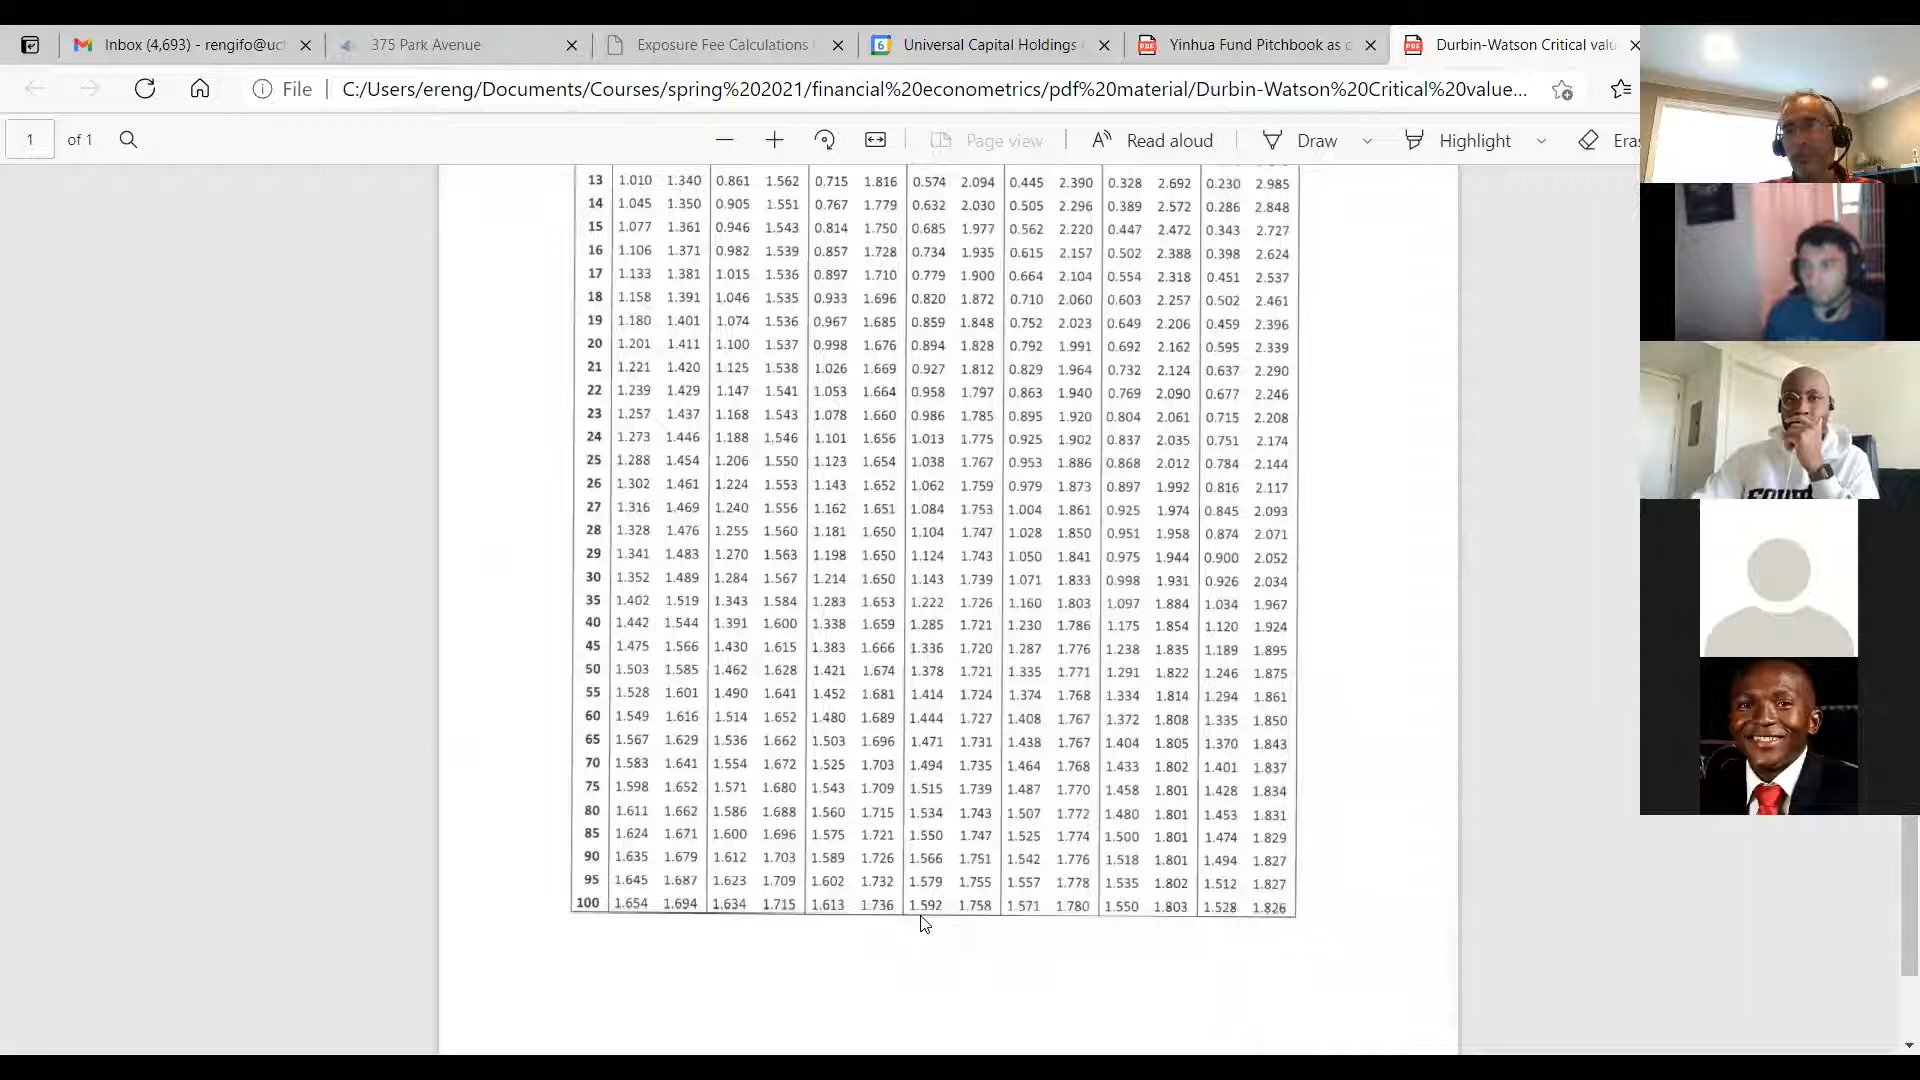 Inbox (4,693) - rengifo@uc
375 Park Avenue
Exposure Fee Calculations
Universal Capital Holdings
Yinhua Fund Pitchbook as o
Durbin-Watson Critical valu
File C:/Users/ereng/Documents/Courses/spring%202021/financial%20econometrics/pdf%20material/Durbin-Watson%20Critical%20value...
1 of 1
Page view
Read aloud
Draw
Highlight
Eras
13 1.010 1.340 0.861 1.562 0.715 1.816 0.574 2.094 0.445 2.390 0.328 2.692 0.230 2.985
14 1.045 1.350 0.905 1.551 0.767 1.779 0.632 2.030 0.505 2.296 0.389 2.572 0.286 2.848
15 1.077 1.361 0.946 1.543 0.814 1.750 0.685 1.977 0.562 2.220 0.447 2.472 0.343 2.727
16 1.106 1.371 0.982 1.539 0.857 1.728 0.734 1.935 0.615 2.157 0.502 2.388 0.398 2.624
17 1.133 1.381 1.015 1.536 0.897 1.710 0.779 1.900 0.664 2.104 0.554 2.318 0.451 2.537
18 1.158 1.391 1.046 1.535 0.933 1.696 0.820 1.872 0.710 2.060 0.603 2.257 0.502 2.461
19 1.180 1.401 1.074 1.536 0.967 1.685 0.859 1.848 0.752 2.023 0.649 2.206 0.459 2.396
20 1.201 1.411 1.100 1.537 0.998 1.676 0.894 1.828 0.792 1.991 0.692 2.162 0.595 2.339
21 1.221 1.420 1.125 1.538 1.026 1.669 0.927 1.812 0.829 1.964 0.732 2.124 0.637 2.290
22 1.239 1.429 1.147 1.541 1.053 1.664 0.958 1.797 0.863 1.940 0.769 2.090 0.677 2.246
23 1.257 1.437 1.168 1.543 1.078 1.660 0.986 1.785 0.895 1.920 0.804 2.061 0.715 2.208
24 1.273 1.446 1.188 1.546 1.101 1.656 1.013 1.775 0.925 1.902 0.837 2.035 0.751 2.174
25 1.288 1.454 1.206 1.550 1.123 1.654 1.038 1.767 0.953 1.886 0.868 2.012 0.784 2.144
26 1.302 1.461 1.224 1.553 1.143 1.652 1.062 1.759 0.979 1.873 0.897 1.992 0.816 2.117
27 1.316 1.469 1.240 1.556 1.162 1.651 1.084 1.753 1.004 1.861 0.925 1.974 0.845 2.093
28 1.328 1.476 1.255 1.560 1.181 1.650 1.104 1.747 1.028 1.850 0.951 1.958 0.874 2.071
29 1.341 1.483 1.270 1.563 1.198 1.650 1.124 1.743 1.050 1.841 0.975 1.944 0.900 2.052
30 1.352 1.489 1.284 1.567 1.214 1.650 1.143 1.739 1.071 1.833 0.998 1.931 0.926 2.034
35 1.402 1.519 1.343 1.584 1.283 1.653 1.222 1.726 1.160 1.803 1.097 1.884 1.034 1.967
40 1.442 1.544 1.391 1.600 1.338 1.659 1.285 1.721 1.230 1.786 1.175 1.854 1.120 1.924
45 1.475 1.566 1.430 1.615 1.383 1.666 1.336 1.720 1.287 1.776 1.238 1.835 1.189 1.895
50 1.503 1.585 1.462 1.628 1.421 1.674 1.378 1.721 1.335 1.771 1.291 1.822 1.246 1.875
55 1.528 1.601 1.490 1.641 1.452 1.681 1.414 1.724 1.374 1.768 1.334 1.814 1.294 1.861
60 1.549 1.616 1.514 1.652 1.480 1.689 1.444 1.727 1.408 1.767 1.372 1.808 1.335 1.850
65 1.567 1.629 1.536 1.662 1.503 1.696 1.471 1.731 1.438 1.767 1.404 1.805 1.370 1.843
70 1.583 1.641 1.554 1.672 1.525 1.703 1.494 1.735 1.464 1.768 1.433 1.802 1.401 1.837
75 1.598 1.652 1.571 1.680 1.543 1.709 1.515 1.739 1.487 1.770 1.458 1.801 1.428 1.834
80 1.611 1.662 1.586 1.688 1.560 1.715 1.534 1.743 1.507 1.772 1.480 1.801 1.453 1.831
85 1.624 1.671 1.600 1.696 1.575 1.721 1.550 1.747 1.525 1.774 1.500 1.801 1.474 1.829
90 1.635 1.679 1.612 1.703 1.589 1.726 1.566 1.751 1.542 1.776 1.518 1.801 1.494 1.827
95 1.645 1.687 1.623 1.709 1.602 1.732 1.579 1.755 1.557 1.778 1.535 1.802 1.512 1.827
100 1.654 1.694 1.634 1.715 1.613 1.736 1.592 1.758 1.571 1.780 1.550 1.803 1.528 1.826